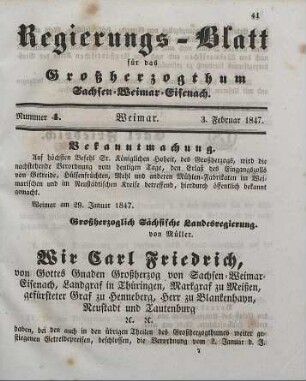 41
Regierungs-Blatt
für das
Großherzogthum
Sachsen-Weimar-Eisenach.
Nummer 4. Weimar. 3. Februar 1847.
Bekanntmachung.
Auf höchsten Befehl Sr. Königlichen Hoheit, des Großherzogs, wird die
nachstehende Verordnung vom heutigen Tage, den Erlaß des Eingangszolls
von Getreide, Hülsenfrüchten, Mehl und anderen Mühlen-Fabrikaten im Wei-
marischen und im Neustädtischen Kreise betreffend, hierdurch öffentlich bekannt
gemacht.
Weimar am 29. Januar 1847.
Großherzoglich Sächsische Landesregierung.
von Müller.
Wir Carl Friedrich,
von Gottes Gnaden Großherzog von Sachsen-Weimar-
Eisenach, Landgraf in Thüringen, Markgraf zu Meißen,
gefürsteter Graf zu Henneberg, Herr zu Blankenhayn,
Neustadt und Tautenburg
ꝛc. ꝛc.
haben, bei den auch in den übrigen Theilen des Großherzogthumes weiter ge-
stiegenen Getreidepreisen, beschlossen, die Verordnung vom 2. Januar d. J.
7